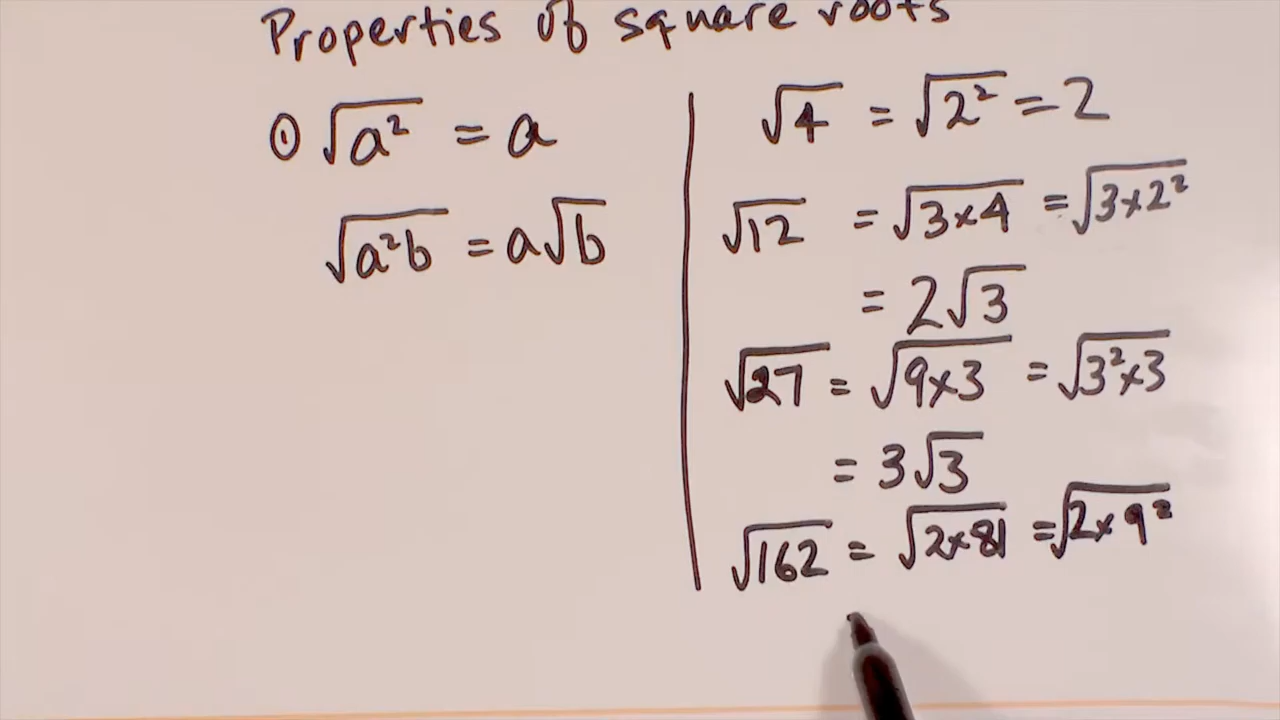 Properties of square roots
① √a² = a
√a²b = a√b
√4 = √2² = 2
√12 = √3×4 = √3×2²
= 2√3
√27 = √9×3 = √3²×3
= 3√3
√162 = √2×81 = √2×9²